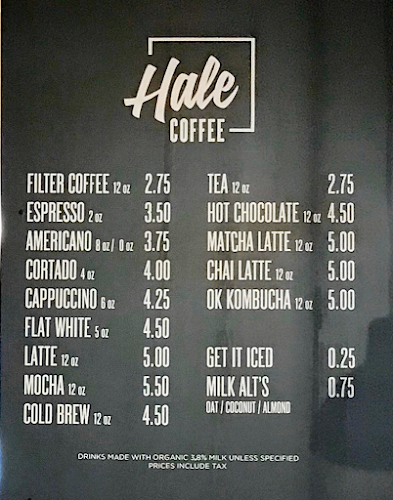 Hale
COFFEE
FILTER COFFEE 12 oz 2.75
ESPRESSO 2 oz 3.50
AMERICANO 8 oz / 0 oz 3.75
CORTADO 4 oz 4.00
CAPPUCCINO 6 oz 4.25
FLAT WHITE 5 oz 4.50
LATTE 12 oz 5.00
MOCHA 12 oz 5.50
COLD BREW 12 oz 4.50
TEA 12 oz 2.75
HOT CHOCOLATE 12 oz 4.50
MATCHA LATTE 12 oz 5.00
CHAI LATTE 12 oz 5.00
OK KOMBUCHA 12 oz 5.00
GET IT ICED 0.25
MILK ALT'S 0.75
OAT / COCONUT / ALMOND
DRINKS MADE WITH ORGANIC 3,8% MILK UNLESS SPECIFIED
PRICES INCLUDE TAX